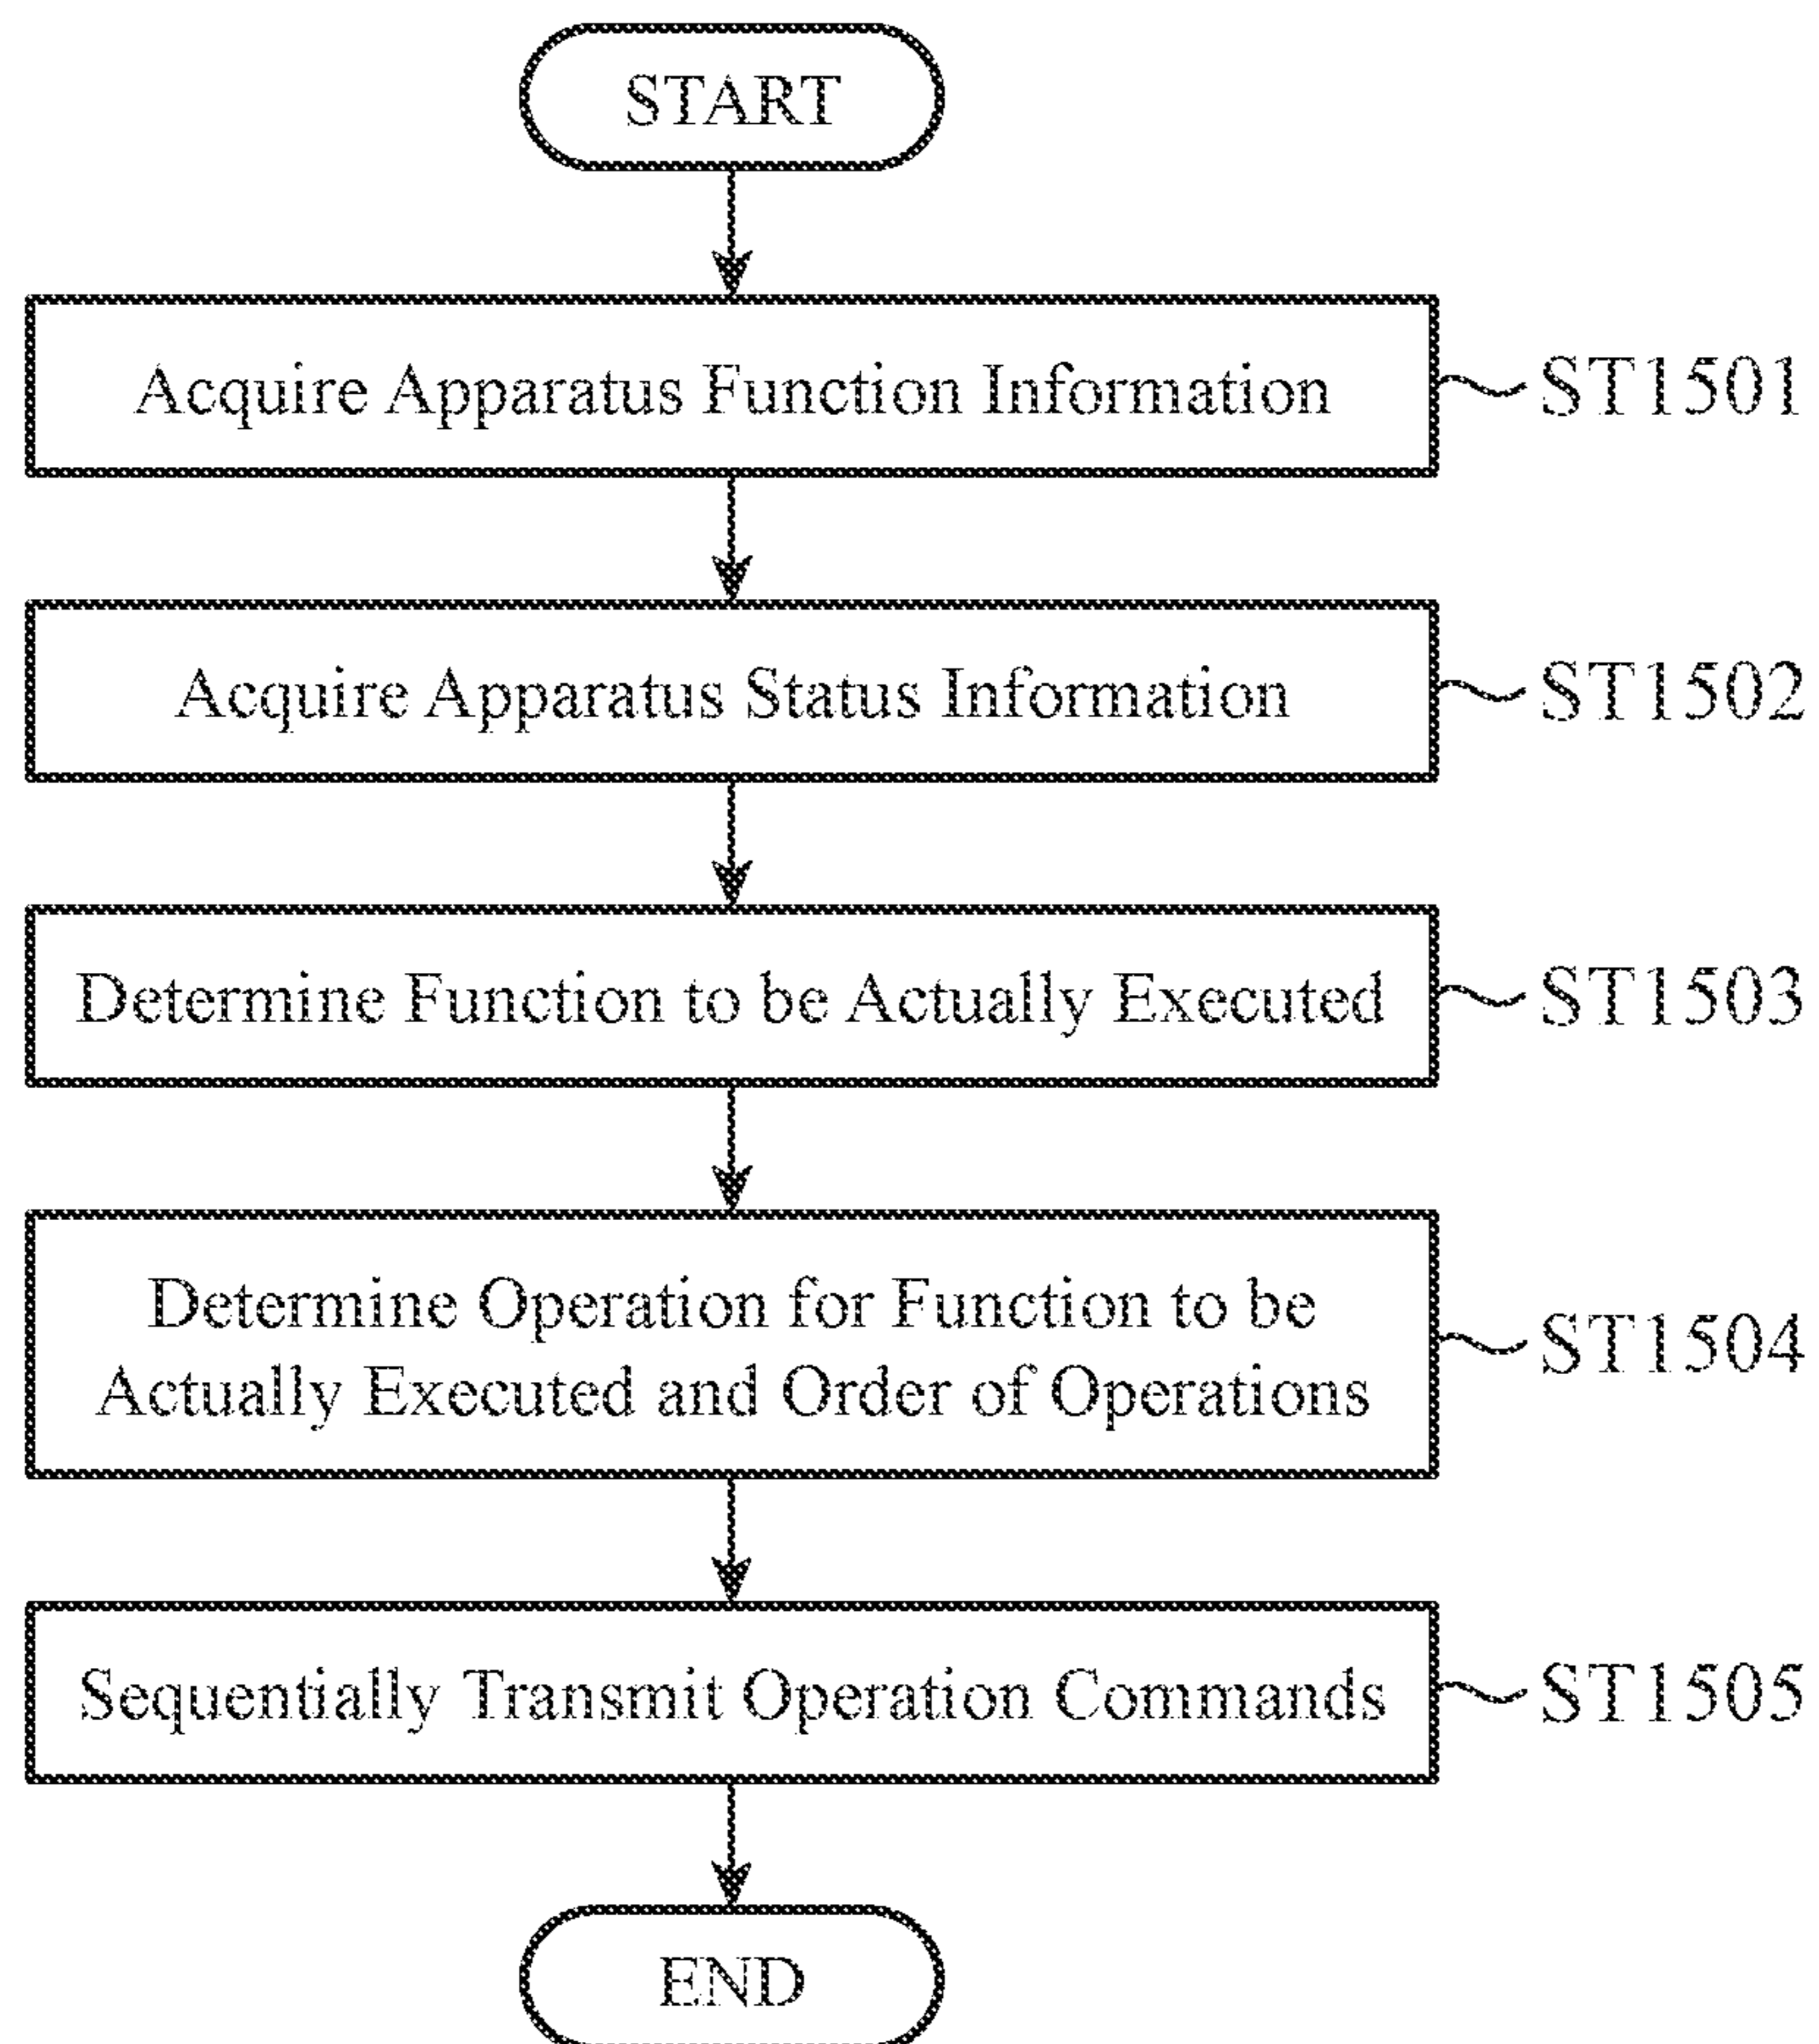 START
Acquire Apparatus Function Information
ST1501
Acquire Apparatus Status Information
ST1502
Determine Function to be Actually Executed
ST1503
Determine Operation for Function to be
Actually Executed and Order of Operations
ST1504
Sequentially Transmit Operation Commands
ST1505
END